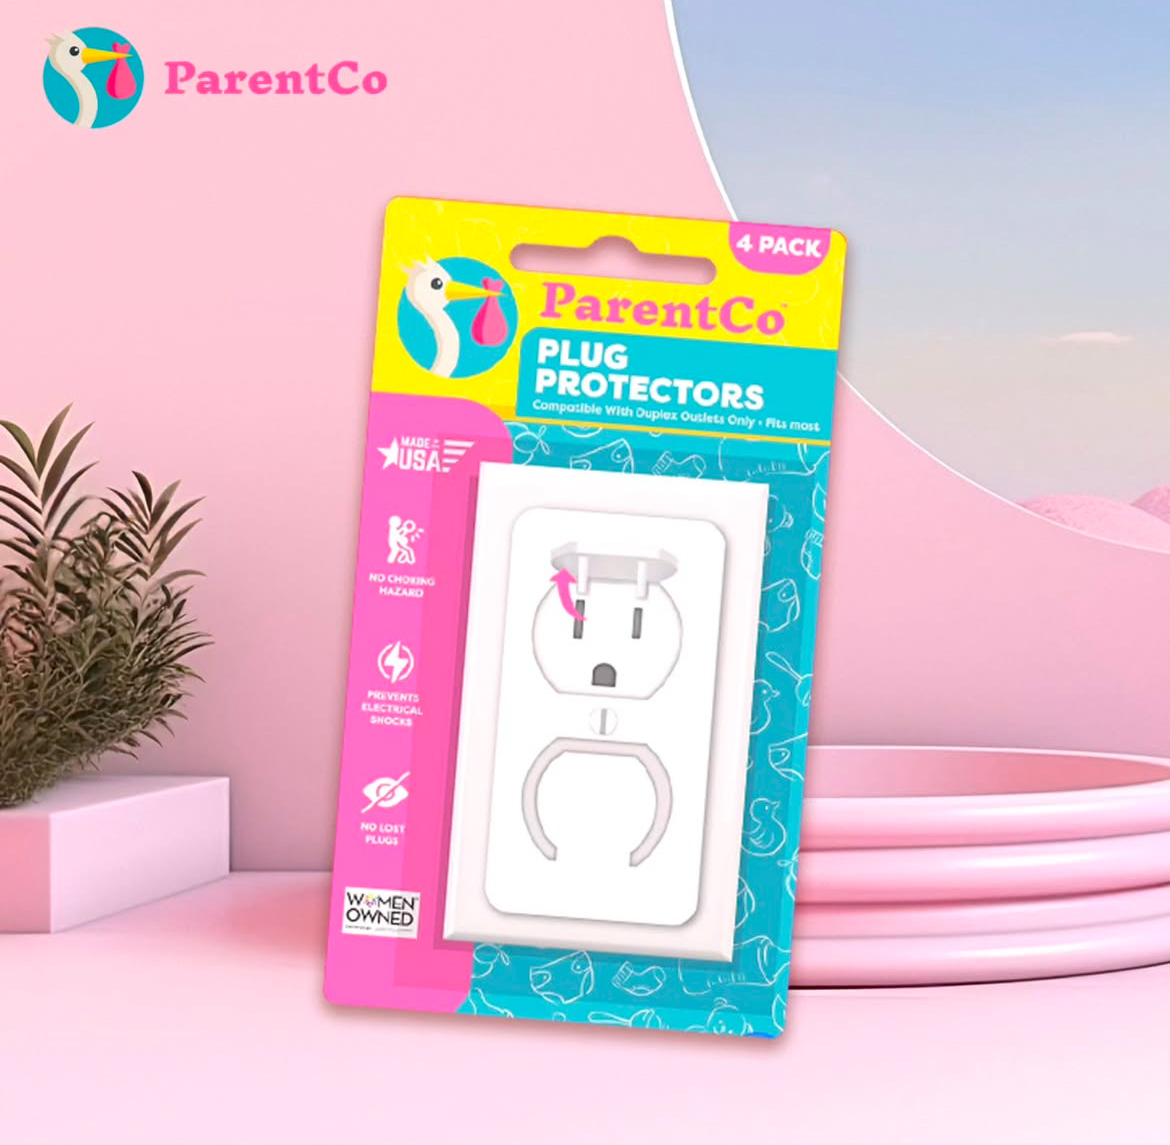 ParentCo
4 PACK
ParentCo™
PLUG
PROTECTORS
Compatible With Duplex Outlets Only • Fits most
MADE IN
USA
NO CHOKING
HAZARD
PREVENTS
ELECTRICAL
SHOCKS
NO LOST
PLUGS
WOMEN
OWNED